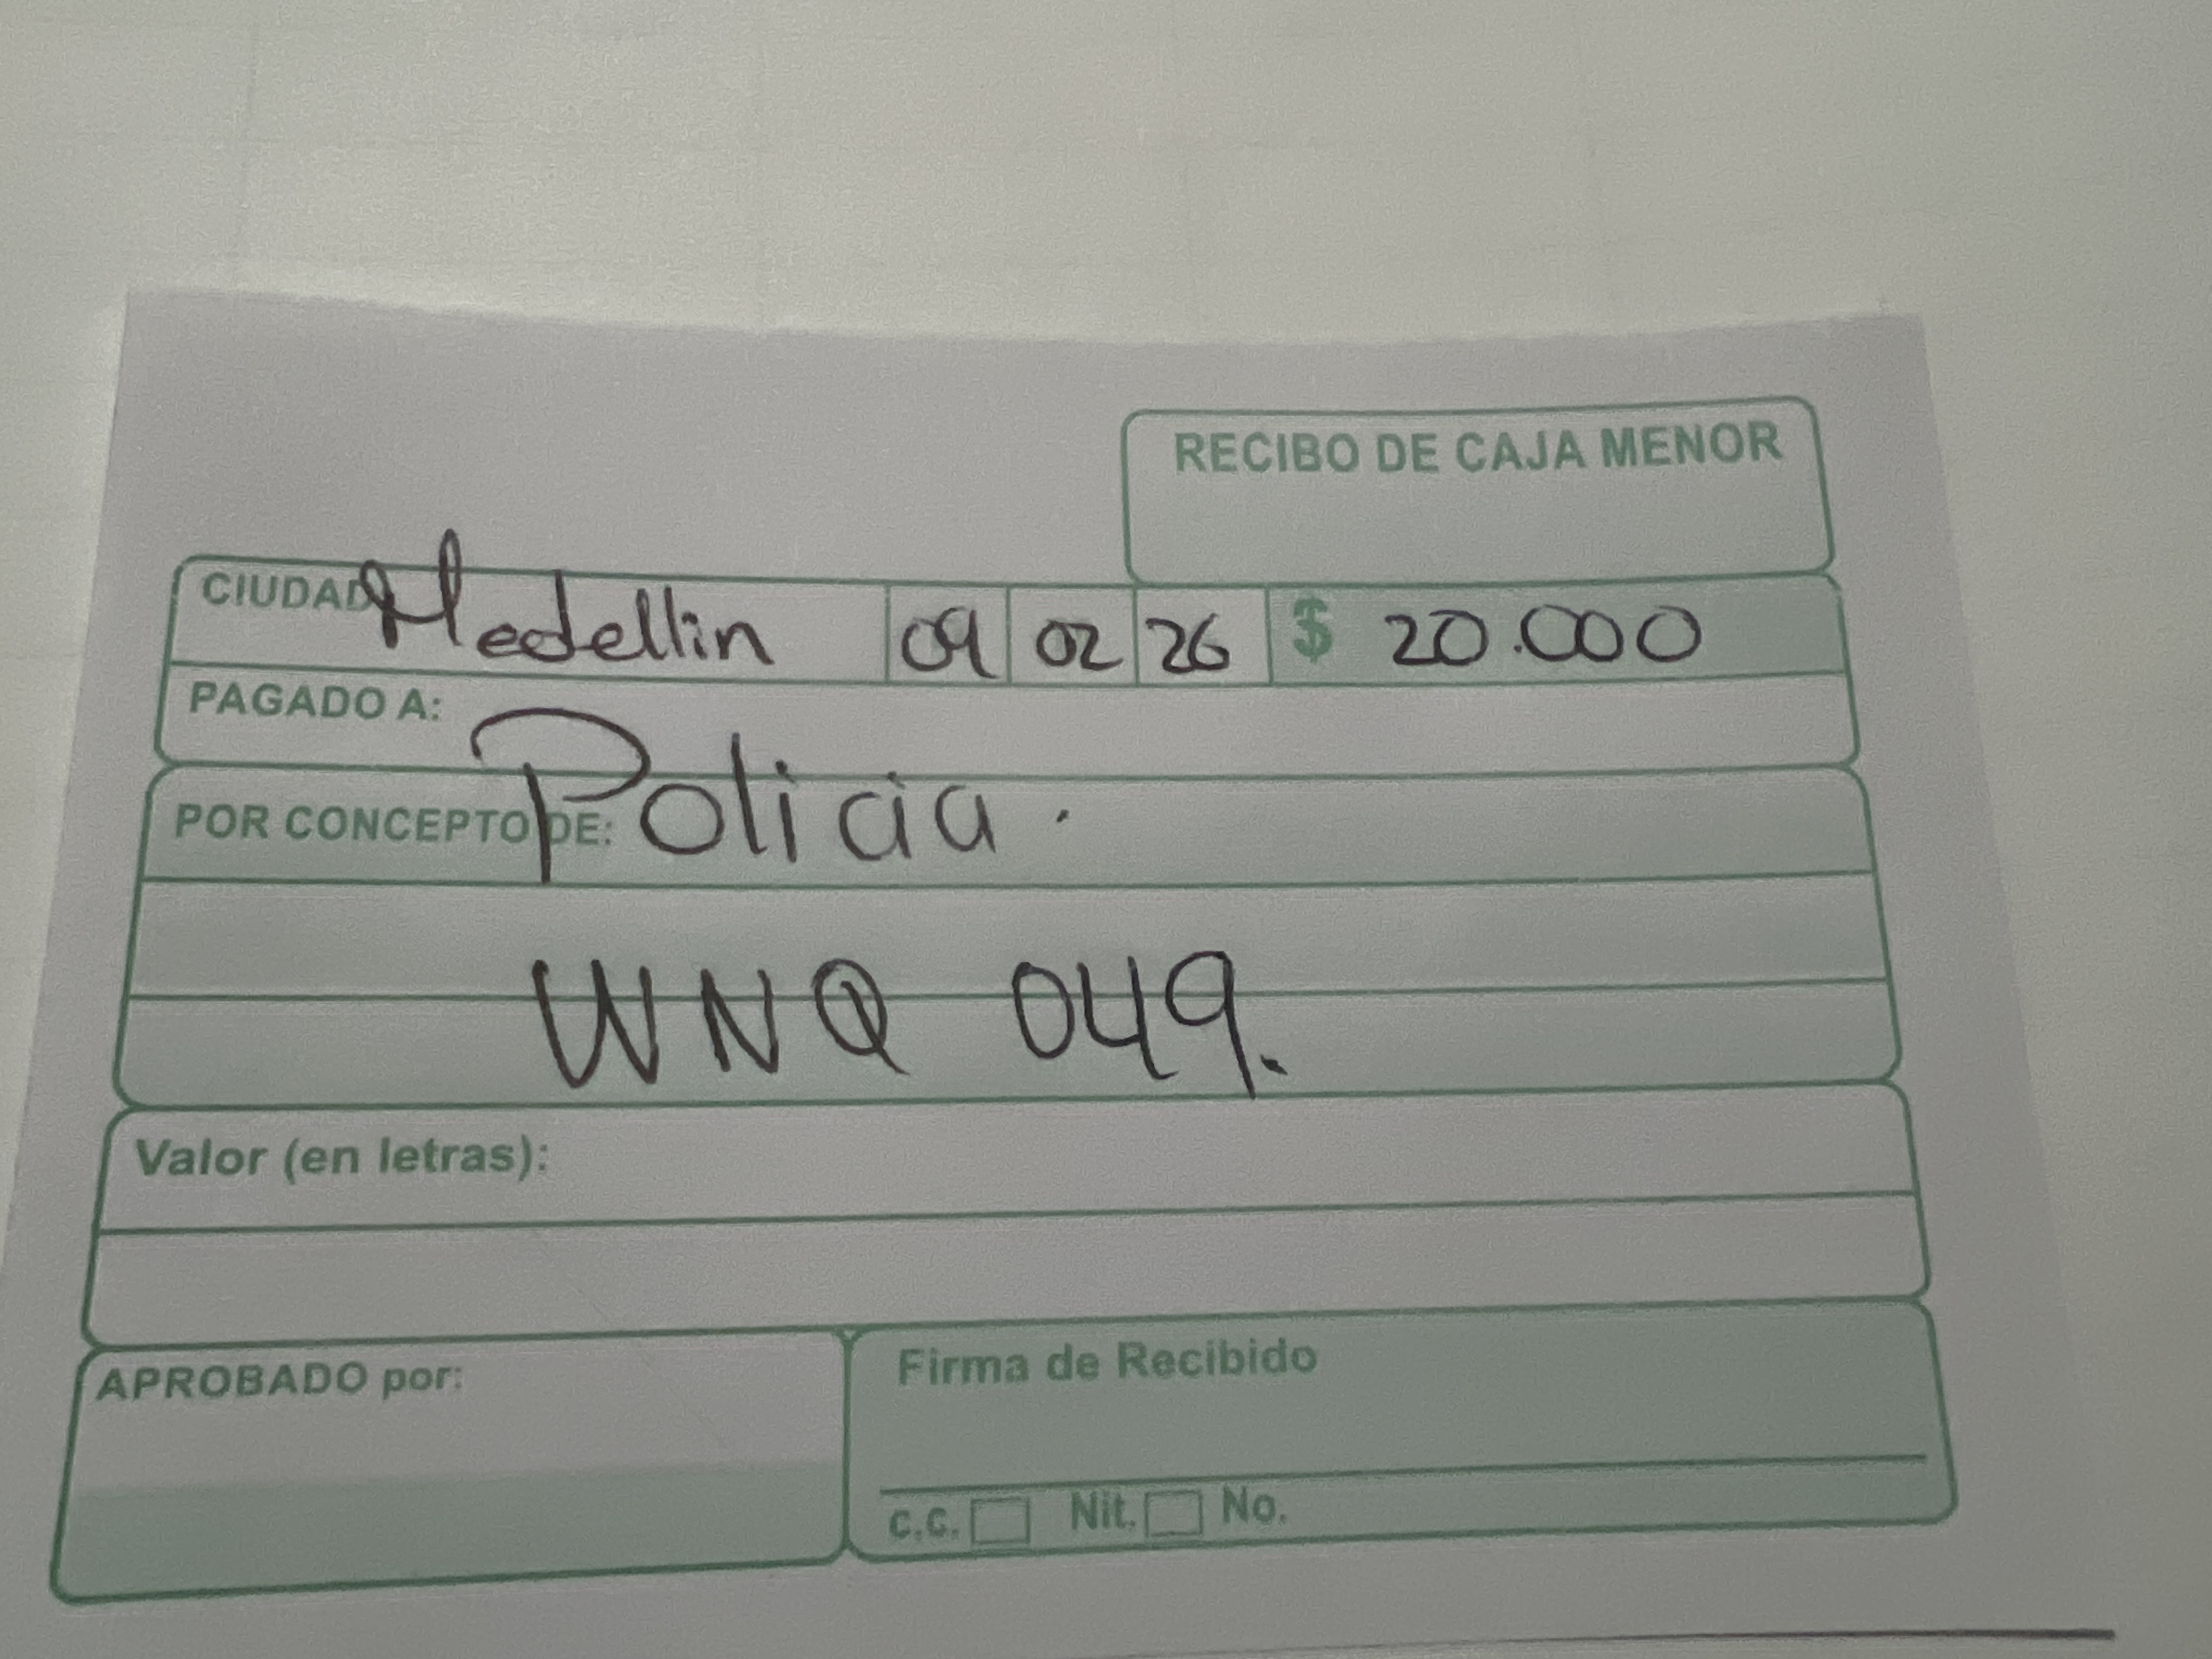 RECIBO DE CAJA MENOR
CIUDAD Medellin 09 02 26 $ 20.000
PAGADO A:
POR CONCEPTO DE: Policia.
WNQ 049.
Valor (en letras):
APROBADO por:
Firma de Recibido
C.C. Nit. No.